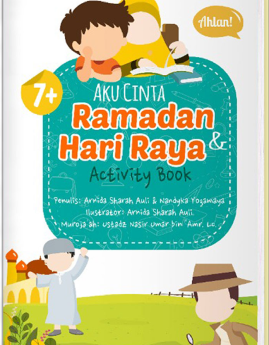 Ahlan!
7+
AKU CINTA
Ramadan
& Hari Raya
Activity Book
Penulis: Arnida Sharah Auli & Nandyka Yogamaya
Ilustrator: Arnida Sharah Auli
Muroja'ah: Ustadz Nasir Umar bin 'Amr, Lc.